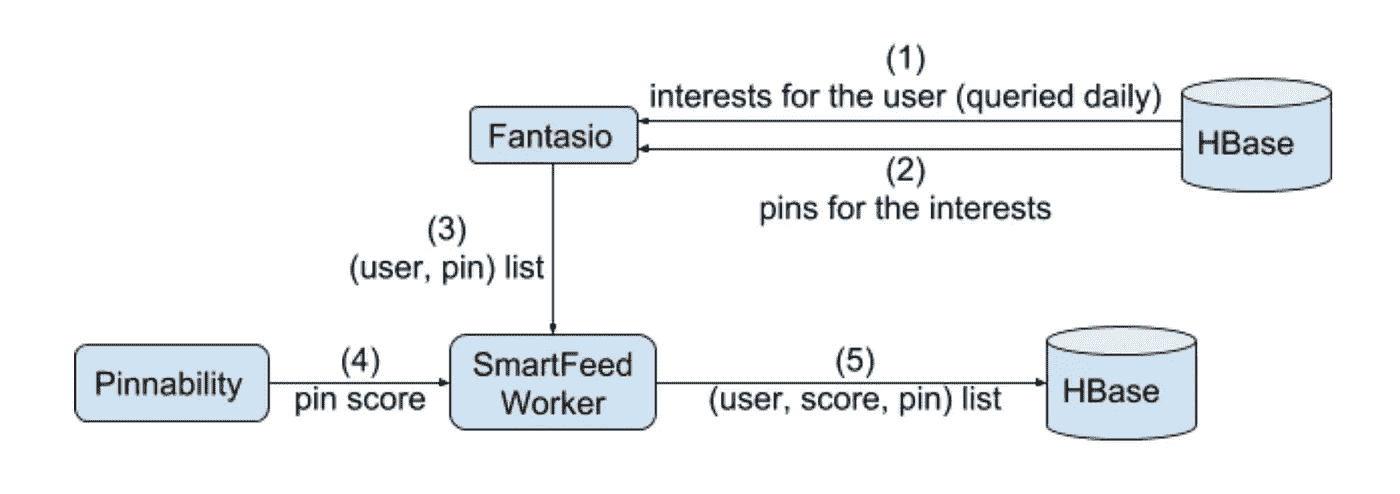 (1)
interests for the user (queried daily)
Fantasio
HBase
(2)
pins for the interests
(3)
(user, pin) list
Pinnability
(4)
pin score
SmartFeed
Worker
(5)
(user, score, pin) list
HBase